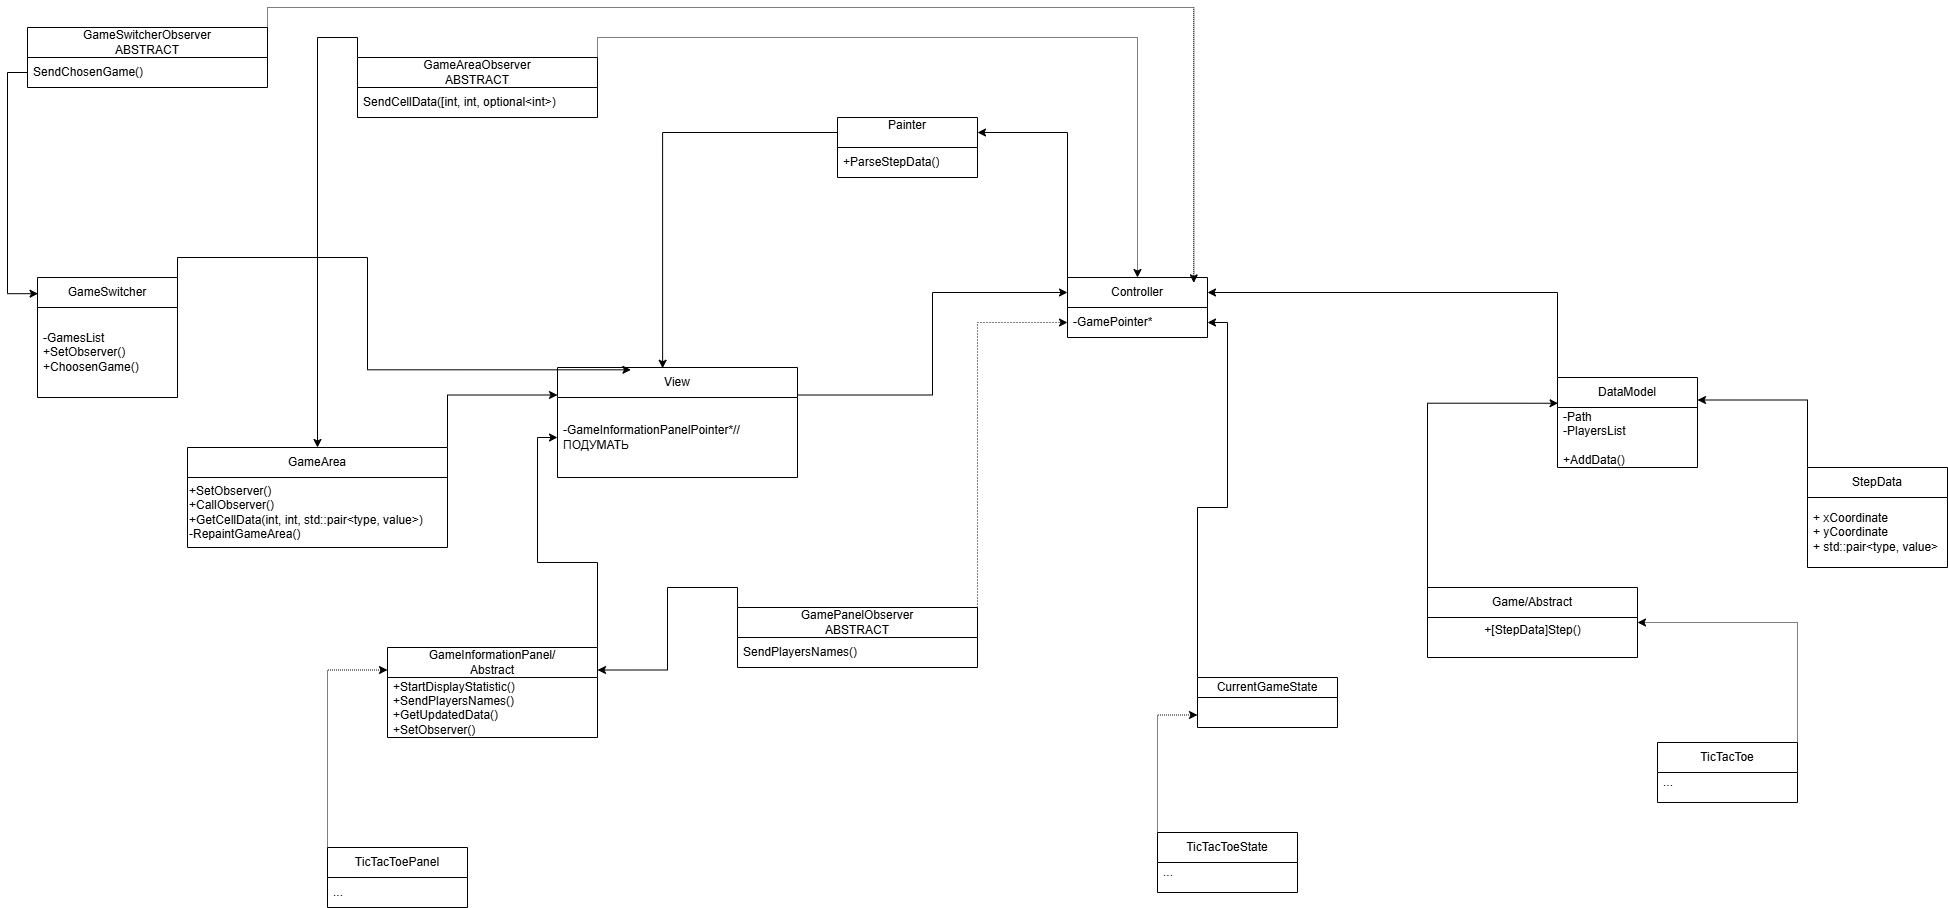 GameSwitcherObserver
ABSTRACT
SendChosenGame()
GameAreaObserver
ABSTRACT
SendCellData([int, int, optional<int>)
Painter
+ParseStepData()
GameSwitcher
-GamesList
+SetObserver()
+ChoosenGame()
Controller
-GamePointer*
View
-GameInformationPanelPointer*//
ПОДУМАТЬ
DataModel
-Path
-PlayersList
+AddData()
GameArea
+SetObserver()
+CallObserver()
+GetCellData(int, int, std::pair<type, value>)
-RepaintGameArea()
StepData
+ xCoordinate
+ yCoordinate
+ std::pair<type, value>
Game/Abstract
+[StepData]Step()
GamePanelObserver
ABSTRACT
SendPlayersNames()
GameInformationPanel/
Abstract
+StartDisplayStatistic()
+SendPlayersNames()
+GetUpdatedData()
+SetObserver()
CurrentGameState
TicTacToe
...
TicTacToeState
...
TicTacToePanel
...